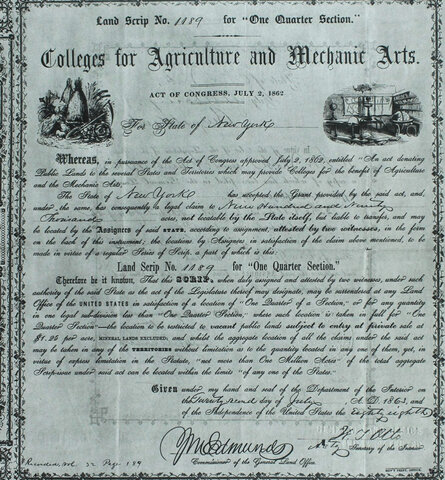 Land Scrip No. 1189 for "One Quarter Section."
Colleges for Agriculture and Mechanic Arts.
ACT OF CONGRESS, JULY 2, 1862
For State of New York
Whereas, in pursuance of the Act of Congress approved July 2, 1862, entitled "An act donating
Public Lands to the several States and Territories which may provide Colleges for the benefit of Agriculture
and the Mechanic Arts,"
The State of New York has accepted the Grant provided by the said act, and,
under the same, has consequently legal claim to Nine Hundred and Ninety
Thousand acres, not locatable by the State itself, but liable to transfer, and may
be located by the Assignees of said STATE, according to assignment, attested by two witnesses, in the form
on the back of this instrument; the locations by Assignees in satisfaction of the claim above mentioned, to be
made in virtue of a regular Series of Scrip, a part of which is this:
Land Scrip No. 1189 for "One Quarter Section."
Therefore be it known, That this SCRIP, when duly assigned and attested by two witnesses, under such
authority of the said State as an act of the Legislature thereof may designate, may be surrendered at any Land
Office of the UNITED STATES in satisfaction of a location of "One Quarter of a Section," or for any quantity
in one legal subdivision less than "One Quarter Section," where such location is taken in full for "One
Quarter Section"—the location to be restricted to vacant public lands subject to entry at private sale at
$1.25 per acre, MINERAL LANDS EXCLUDED; and whilst the aggregate location of all the claims under the said act
may be taken in any of the TERRITORIES without limitation as to the quantity located in any one of them, yet, in
virtue of express limitation in the Statute, "not more than One Million Acres" of the total aggregate
Scrip issue under said act can be located within the limits "of any one of the States."
Given under my hand and seal of the Department of the Interior on
the twenty second day of July A. D. 1863, and
of the Independence of the United States the eighty eighth
J M Edmunds
Commissioner of the General Land Office.
W. T. Otto
Actg Secretary of the Interior
Recorded, vol. 32 Page 189